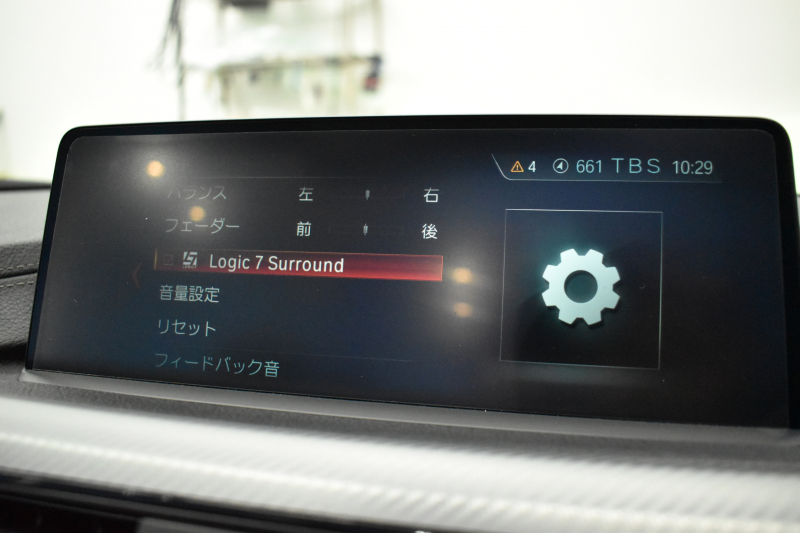 4 661 TBS 10:29
バランス 左 右
フェーダー 前 後
Logic 7 Surround
音量設定
リセット
フィードバック音